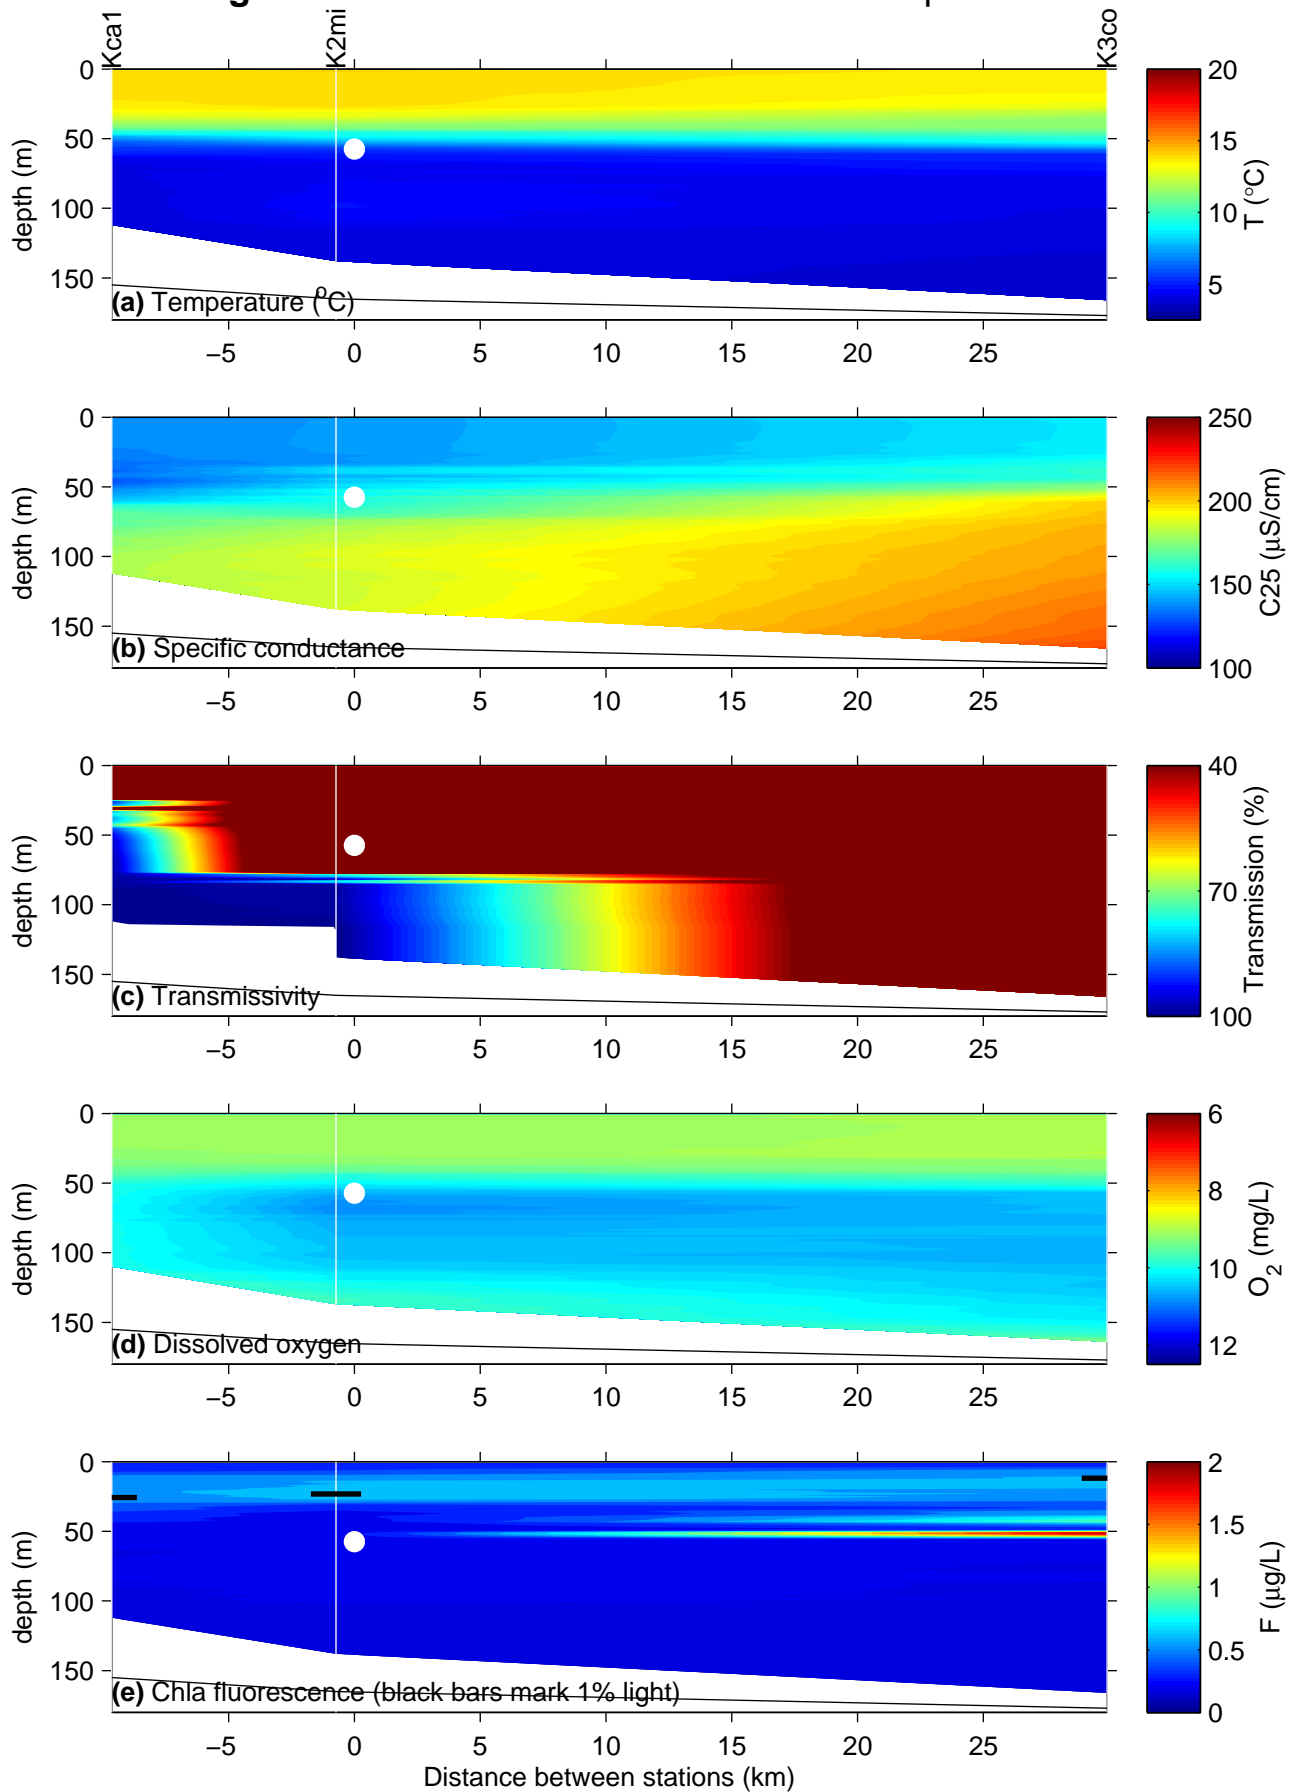 Kca1 K2mi K3co
0
50
100
150
depth (m)
(a) Temperature (oC)
−5 0 5 10 15 20 25
20
15
10
5
T (°C)
0
50
100
150
depth (m)
(b) Specific conductance
−5 0 5 10 15 20 25
250
200
150
100
C25 (µS/cm)
0
50
100
150
depth (m)
(c) Transmissivity
−5 0 5 10 15 20 25
40
70
100
Transmission (%)
0
50
100
150
depth (m)
(d) Dissolved oxygen
−5 0 5 10 15 20 25
6
8
10
12
O2 (mg/L)
0
50
100
150
depth (m)
(e) Chla fluorescence (black bars mark 1% light)
−5 0 5 10 15 20 25
2
1.5
1
0.5
0
F (µg/L)
Distance between stations (km)